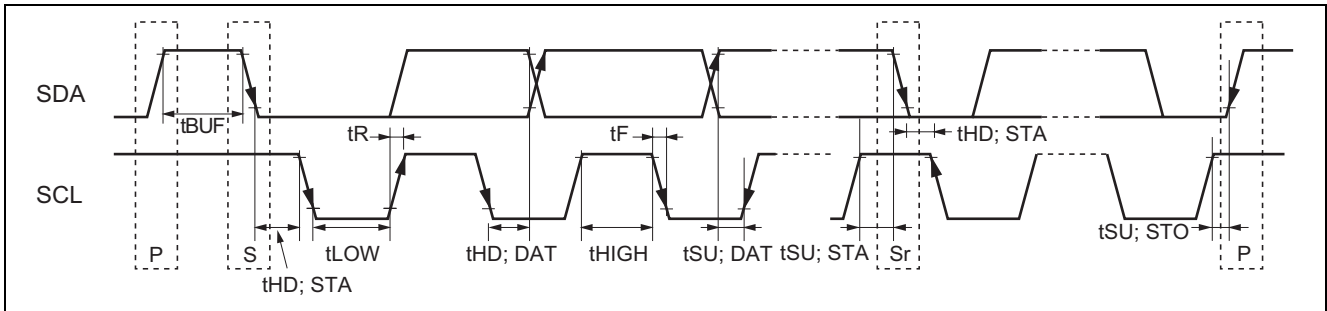 SDA
tBUF
tR
tF
tHD; STA
SCL
P
S
tLOW
tHD; DAT
tHIGH
tSU; DAT
tSU; STA
Sr
tSU; STO
P
tHD; STA